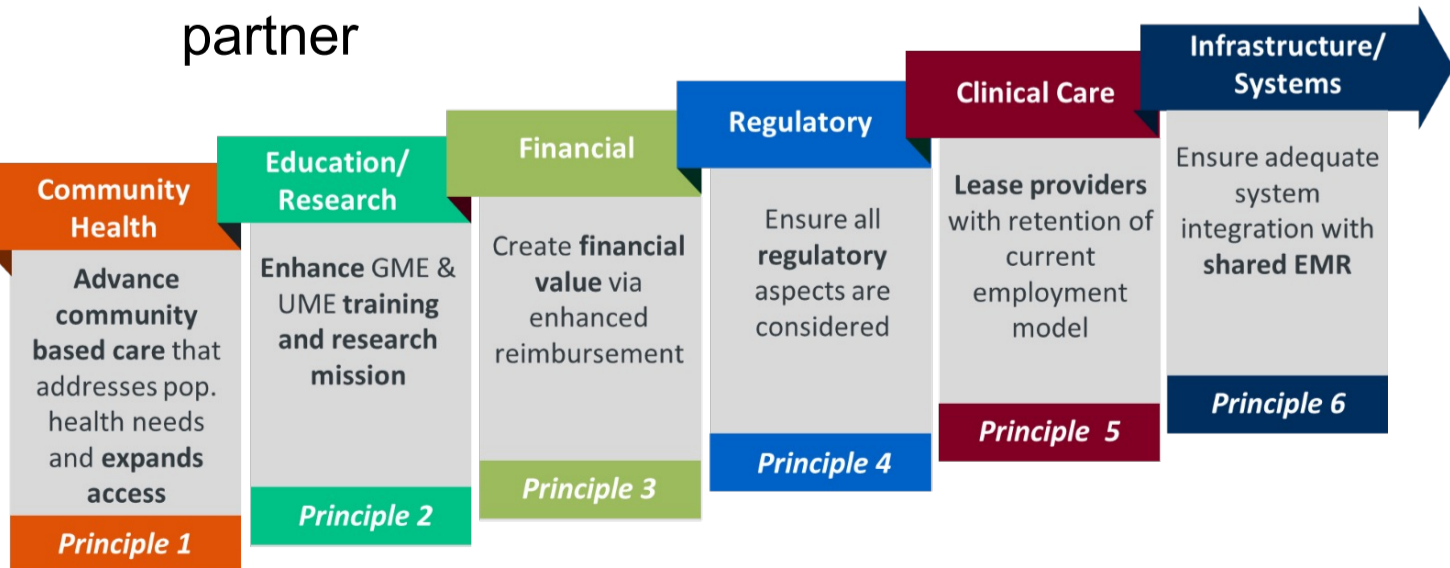 partner
Community
Health
Advance
community
based care that
addresses pop.
health needs
and expands
access
Principle 1
Education/
Research
Enhance GME &
UME training
and research
mission
Principle 2
Financial
Create financial
value via
enhanced
reimbursement
Principle 3
Regulatory
Ensure all
regulatory
aspects are
considered
Principle 4
Clinical Care
Lease providers
with retention of
current
employment
model
Principle 5
Infrastructure/
Systems
Ensure adequate
system
integration with
shared EMR
Principle 6